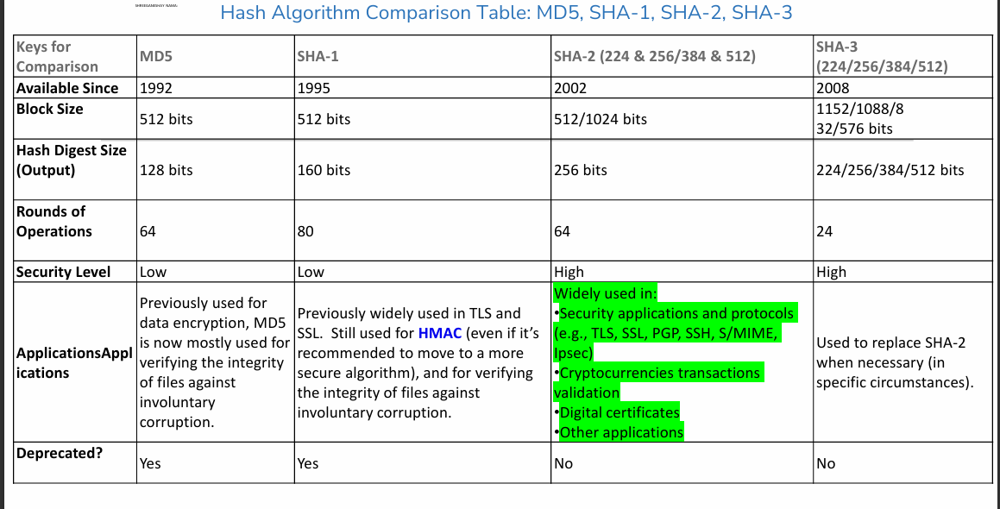 SHREEGANESHAY NAMA:
Hash Algorithm Comparison Table: MD5, SHA-1, SHA-2, SHA-3
Keys for
Comparison
MD5
SHA-1
SHA-2 (224 & 256/384 & 512)
SHA-3
(224/256/384/512)
Available Since
1992
1995
2002
2008
Block Size
512 bits
512 bits
512/1024 bits
1152/1088/8
32/576 bits
Hash Digest Size
(Output)
128 bits
160 bits
256 bits
224/256/384/512 bits
Rounds of
Operations
64
80
64
24
Security Level
Low
Low
High
High
ApplicationsAppl
ications
Previously used for
data encryption, MD5
is now mostly used for
verifying the integrity
of files against
involuntary
corruption.
Previously widely used in TLS and
SSL.  Still used for HMAC (even if it’s
recommended to move to a more
secure algorithm), and for verifying
the integrity of files against
involuntary corruption.
Widely used in:
•Security applications and protocols
(e.g., TLS, SSL, PGP, SSH, S/MIME,
Ipsec)
•Cryptocurrencies transactions
validation
•Digital certificates
•Other applications
Used to replace SHA-2
when necessary (in
specific circumstances).
Deprecated?
Yes
Yes
No
No